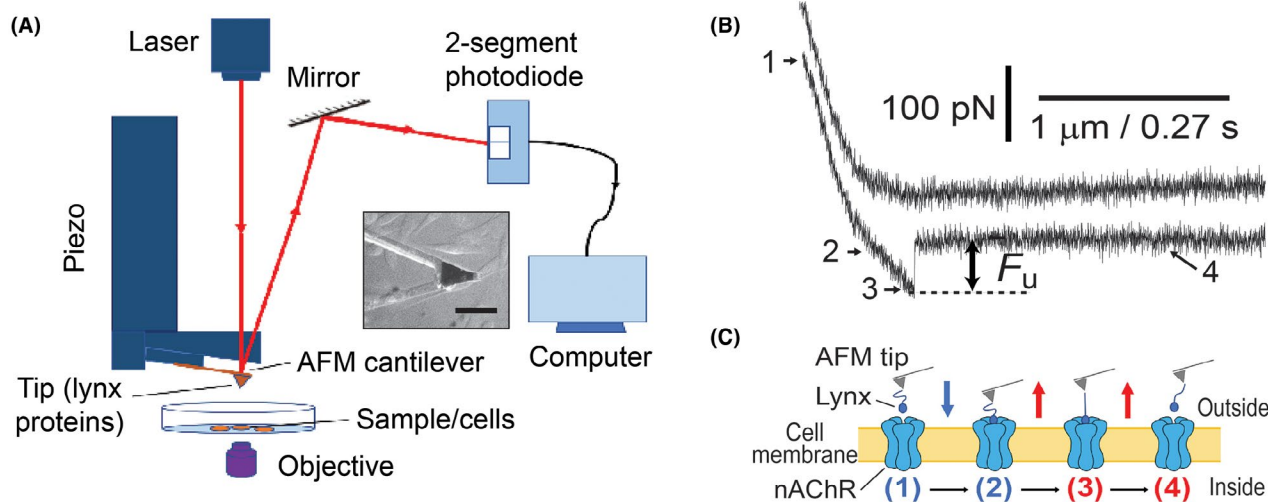 (A)
Laser
Mirror
2-segment
photodiode
Piezo
AFM cantilever
Tip (lynx
proteins)
Sample/cells
Objective
Computer
(B)
1
100 pN
1 μm / 0.27 s
2
3
Fu
4
(C)
AFM tip
Lynx
Outside
Cell
membrane
nAChR
(1)
(2)
(3)
(4)
Inside